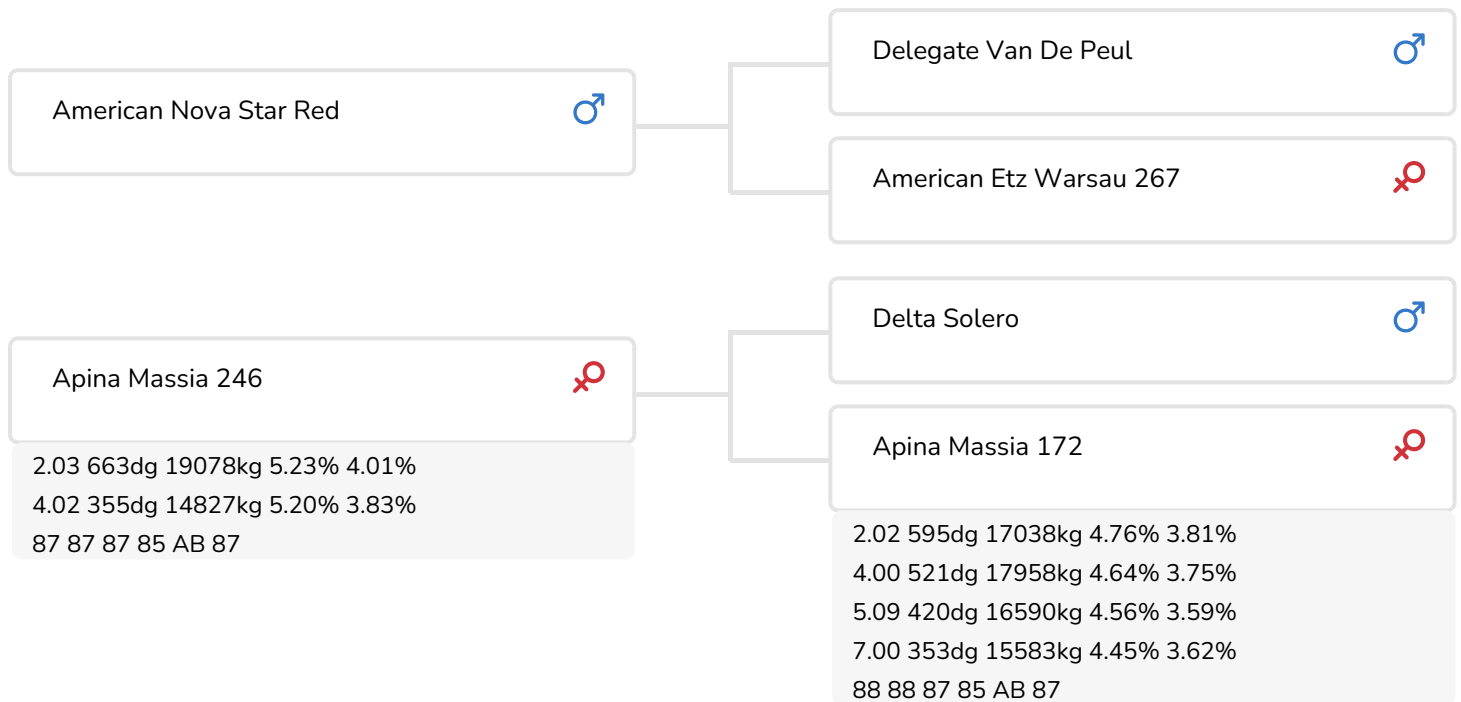 American Nova Star Red
Delegate Van De Peul
American Etz Warsau 267
Apina Massia 246
2.03 663dg 19078kg 5.23% 4.01%
4.02 355dg 14827kg 5.20% 3.83%
87 87 87 85 AB 87
Delta Solero
Apina Massia 172
2.02 595dg 17038kg 4.76% 3.81%
4.00 521dg 17958kg 4.64% 3.75%
5.09 420dg 16590kg 4.56% 3.59%
7.00 353dg 15583kg 4.45% 3.62%
88 88 87 85 AB 87